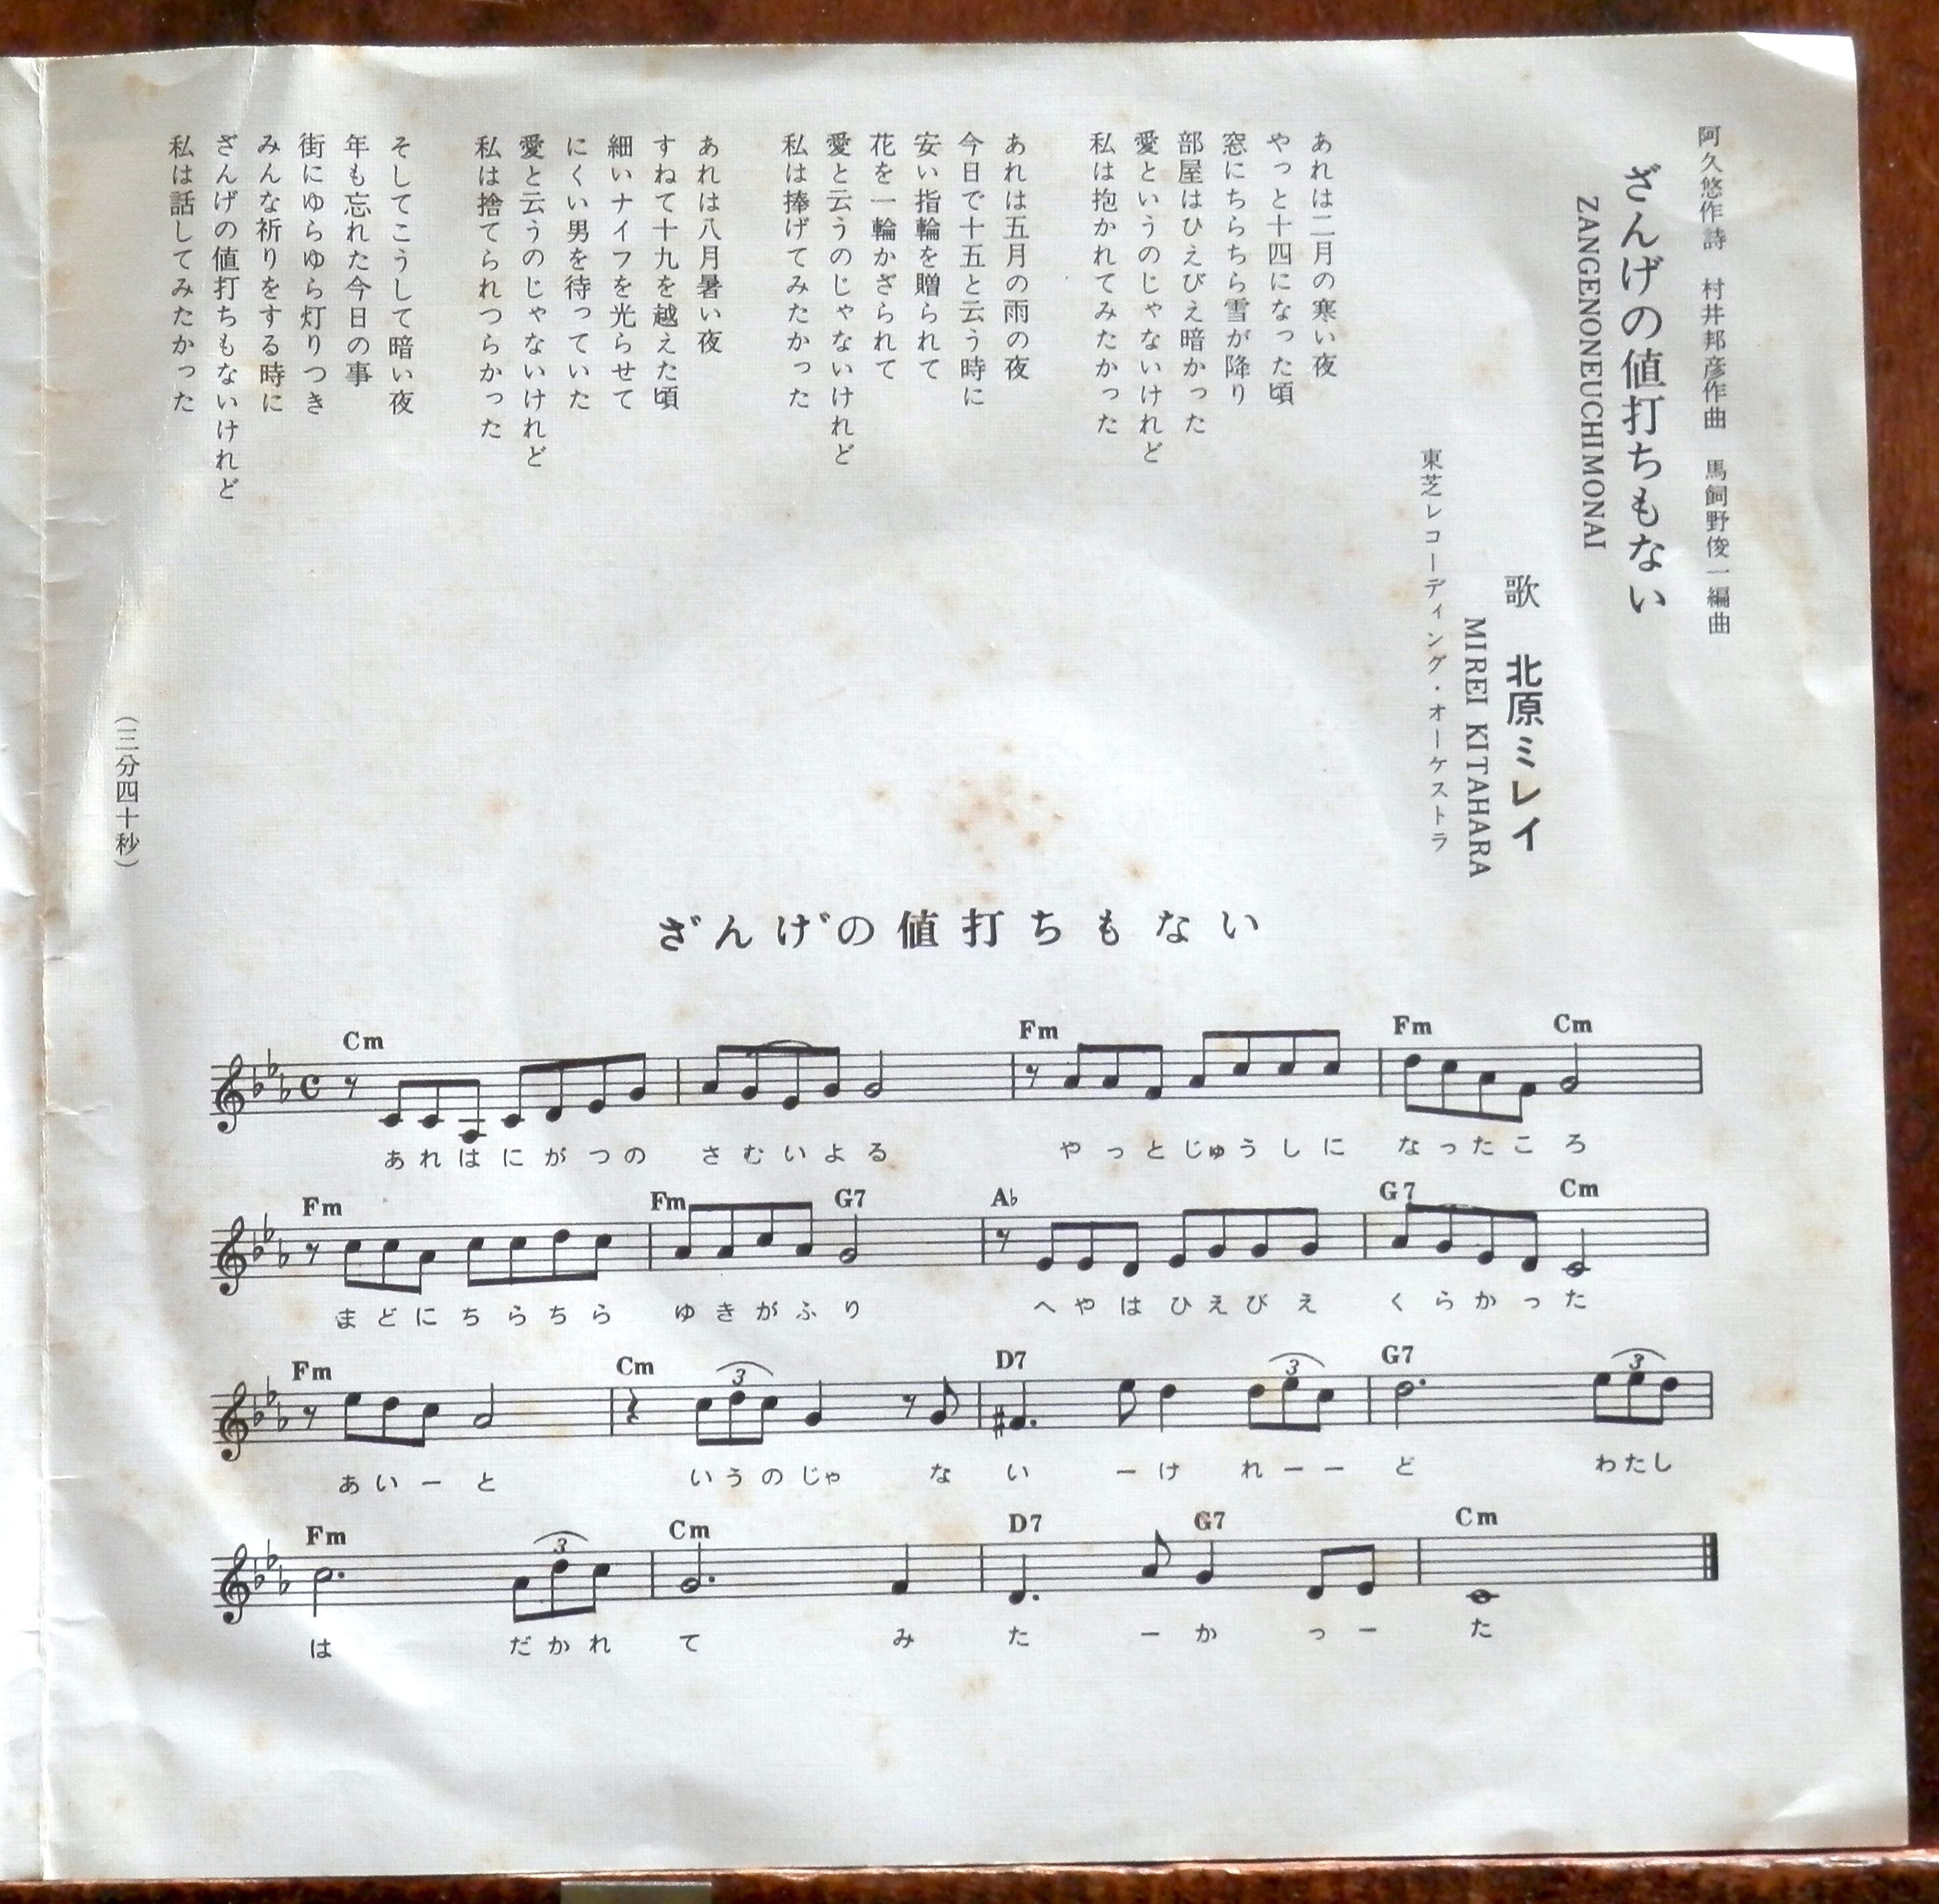 阿久悠作詩　村井邦彦作曲　馬飼野俊一編曲
ざんげの値打ちもない
ZANGENONEUCHIMONAI
歌　北原ミレイ
MIREI KITAHARA
東芝レコーディング・オーケストラ
あれは二月の寒い夜
やっと十四になった頃
窓にちらちら雪が降り
部屋はひえびえ暗かった
愛というのじゃないけれど
私は抱かれてみたかった
あれは五月の雨の夜
今日で十五と云う時に
安い指輪を贈られて
花を一輪かざられて
愛と云うのじゃないけれど
私は捧げてみたかった
あれは八月暑い夜
すねて十九を越えた頃
細いナイフを光らせて
にくい男を待っていた
愛と云うのじゃないけれど
私は捨てられつらかった
そしてこうして暗い夜
年も忘れた今日の事
街にゆらゆら灯りつき
みんな祈りをする時に
ざんげの値打ちもないけれど
私は話してみたかった
（三分四十秒）
ざんげの値打ちもない
Cm Fm Fm Cm
あれはにがつの さむいよる やっとじゅうしに なったころ
Fm Fm G7 A♭ G7 Cm
まどにちらちら ゆきがふり へやはひえびえ くらかった
Fm Cm 3 D7 3 G7 3
あいーと いうのじゃ ない ーけれーーど わたし
Fm 3 Cm D7 G7 Cm
は だかれて みた ーかっーた